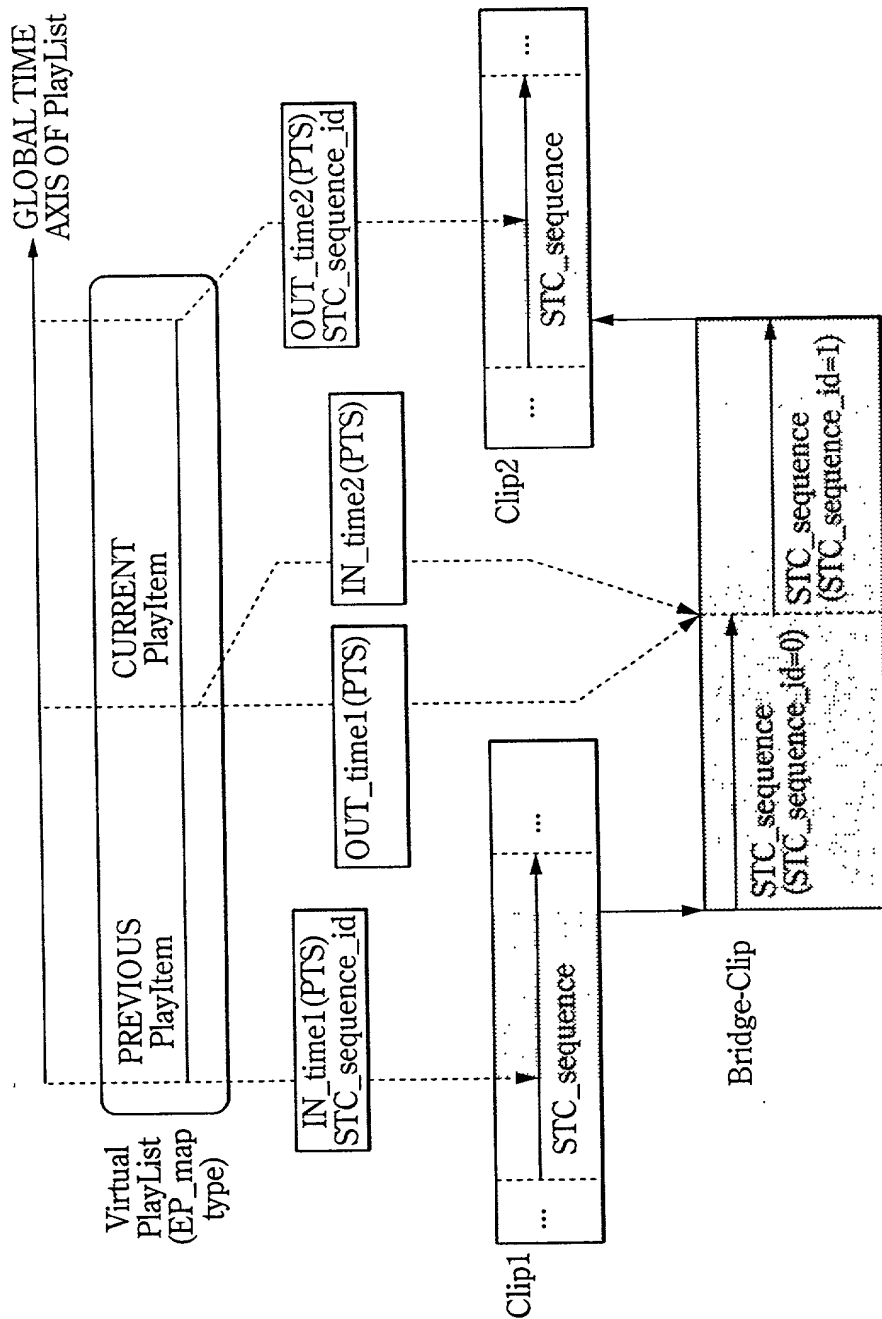 GLOBAL TIME
AXIS OF PlayList
Virtual
PlayList
(EP_map
type)
PREVIOUS
PlayItem
CURRENT
PlayItem
IN_time1(PTS)
STC_sequence_id
OUT_time1(PTS)
IN_time2(PTS)
OUT_time2(PTS)
STC_sequence_id
Clip1
...
STC_sequence
...
Clip2
...
STC_sequence
...
Bridge-Clip
STC_sequence
(STC_sequence_id=0)
STC_sequence
(STC_sequence_id=1)